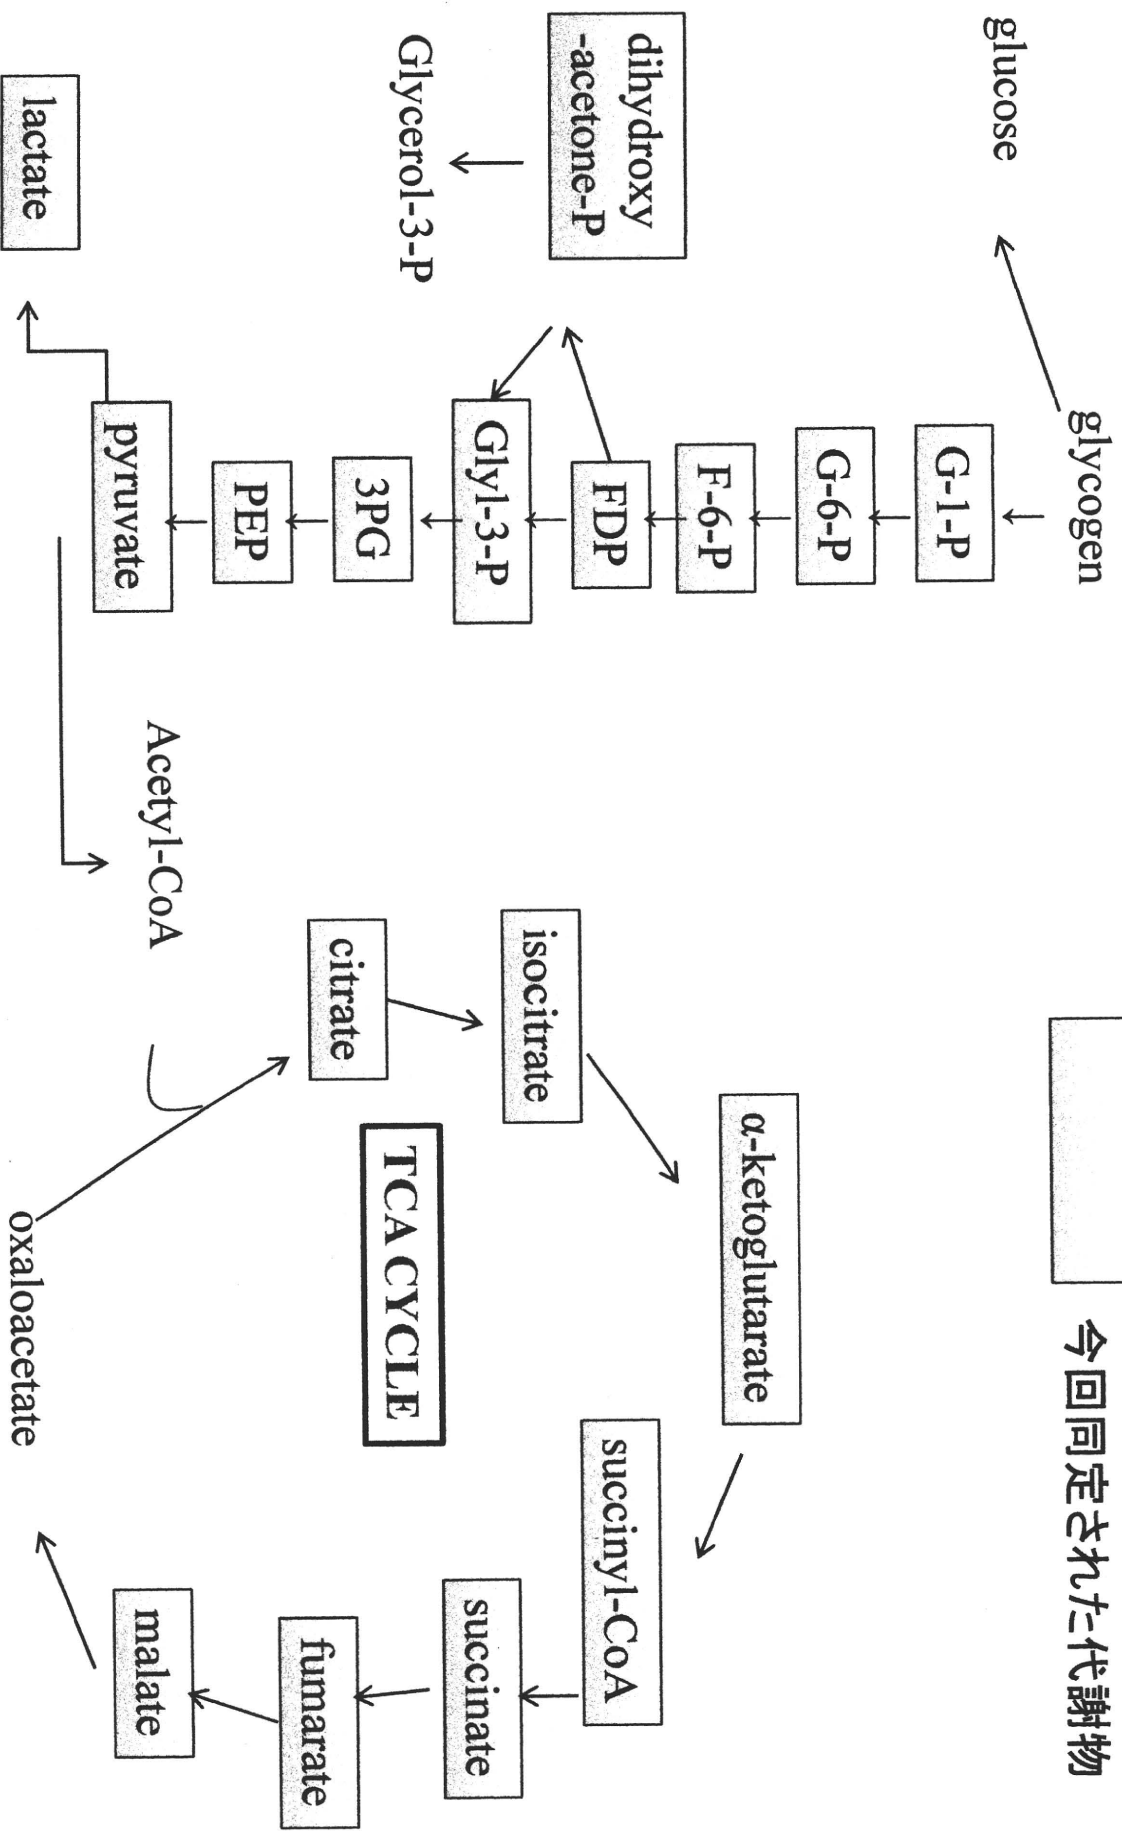 今回同定された代謝物
glycogen
glucose
G-1-P
G-6-P
F-6-P
FDP
dihydroxy
-acetone-P
Glycerol-3-P
Glyl-3-P
3PG
PEP
pyruvate
lactate
Acetyl-CoA
α-ketoglutarate
isocitrate
citrate
TCA CYCLE
succinyl-CoA
succinate
fumarate
malate
oxaloacetate